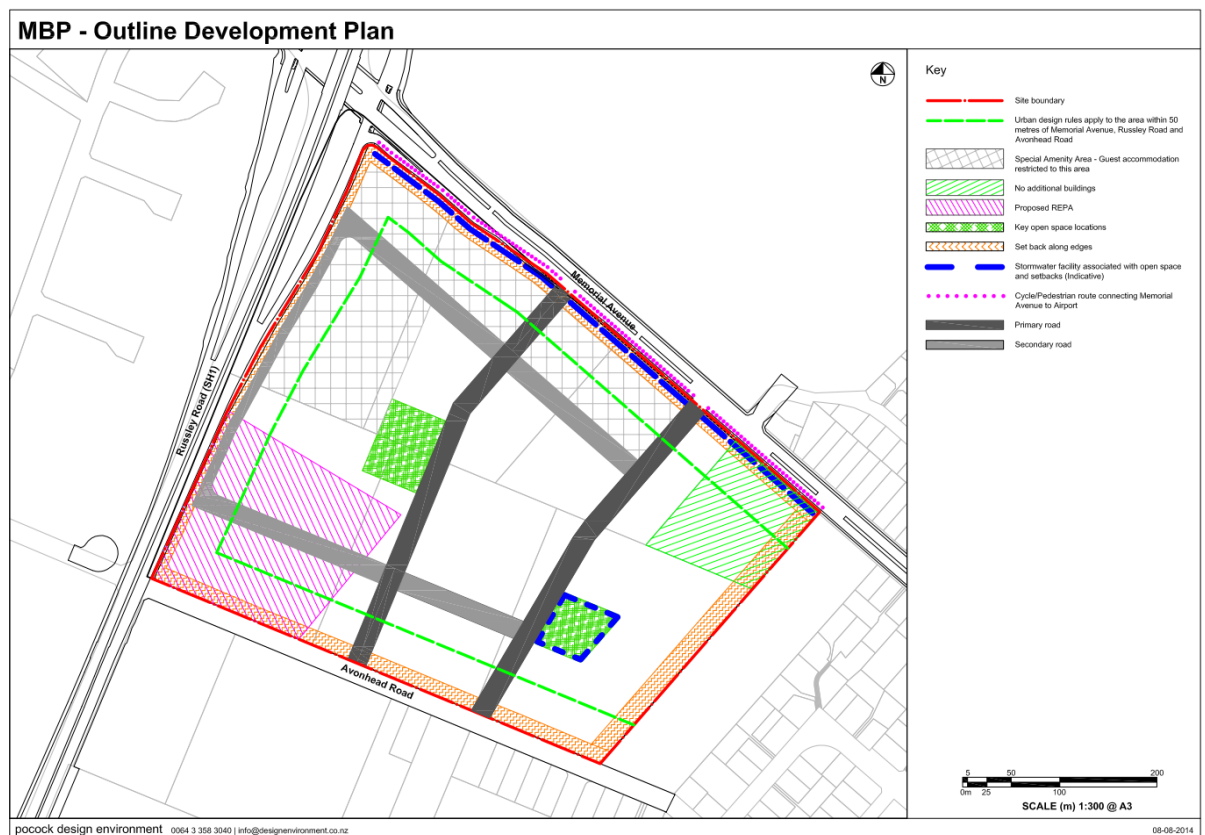 MBP - Outline Development Plan
N
Memorial Avenue
Russley Road (SH1)
Avonhead Road
Key
Site boundary
Urban design rules apply to the area within 50
metres of Memorial Avenue, Russley Road and
Avonhead Road
Special Amenity Area - Guest accommodation
restricted to this area
No additional buildings
Proposed REPA
Key open space locations
Set back along edges
Stormwater facility associated with open space
and setbacks (Indicative)
Cycle/Pedestrian route connecting Memorial
Avenue to Airport
Primary road
Secondary road
5 50 200
0m 25 100
SCALE (m) 1:300 @ A3
pocock design environment 0064 3 358 3040 | info@designenvironment.co.nz
08-08-2014